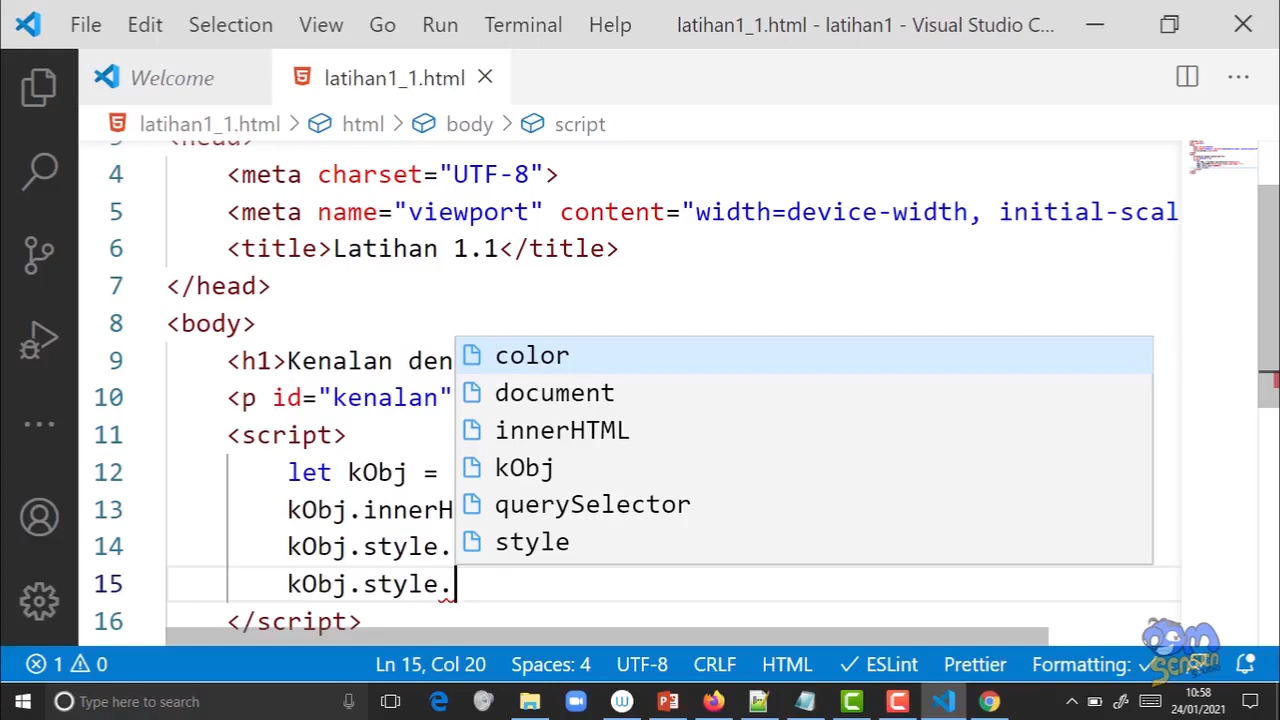 File Edit Selection View Go Run Terminal Help latihan1_1.html - latihan1 - Visual Studio C...
Welcome latihan1_1.html
latihan1_1.html > html > body > script
<head>
4 <meta charset="UTF-8">
5 <meta name="viewport" content="width=device-width, initial-scal
6 <title>Latihan 1.1</title>
7 </head>
8 <body>
9 <h1>Kenalan den
10 <p id="kenalan"
11 <script>
12 let kObj =
13 kObj.innerH
14 kObj.style.
15 kObj.style.
16 </script>
color
document
innerHTML
kObj
querySelector
style
1 0 Ln 15, Col 20 Spaces: 4 UTF-8 CRLF HTML ESLint Prettier Formatting:
Type here to search
10:58
24/01/2021